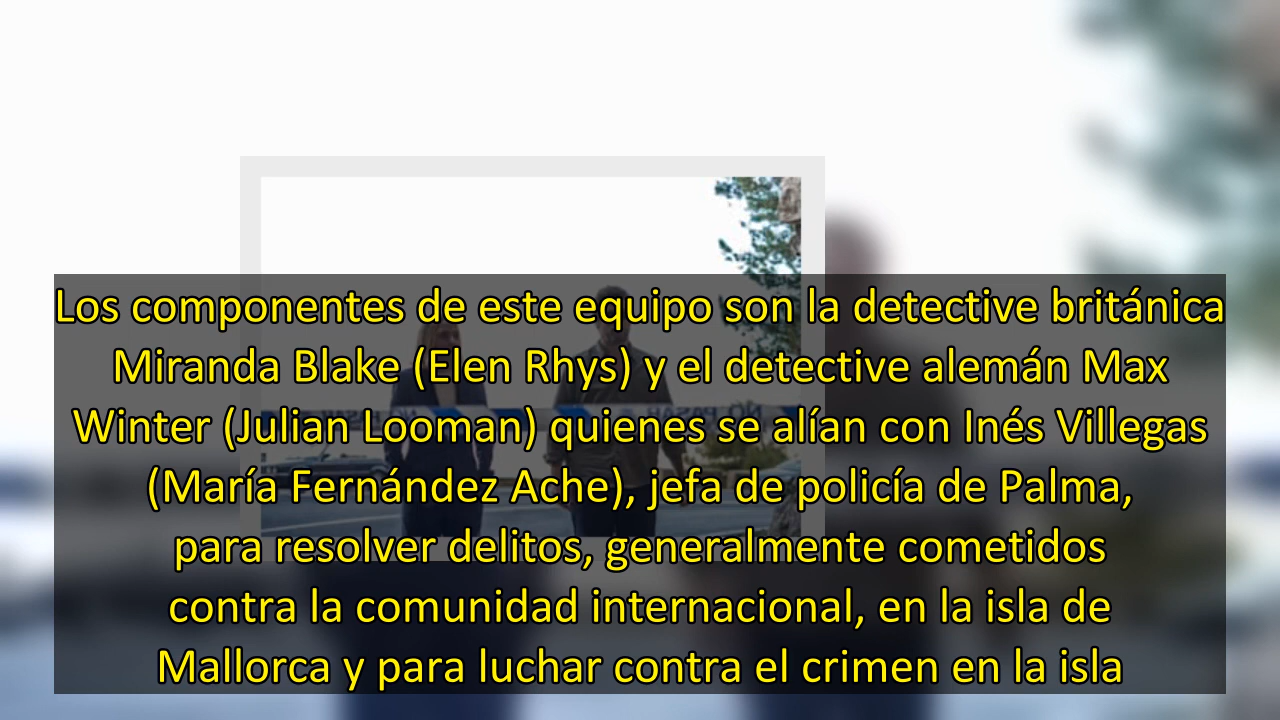 Los componentes de este equipo son la detective británica
Miranda Blake (Elen Rhys) y el detective alemán Max
Winter (Julian Looman) quienes se alían con Inés Villegas
(María Fernández Ache), jefa de policía de Palma,
para resolver delitos, generalmente cometidos
contra la comunidad internacional, en la isla de
Mallorca y para luchar contra el crimen en la isla
NO PASAR